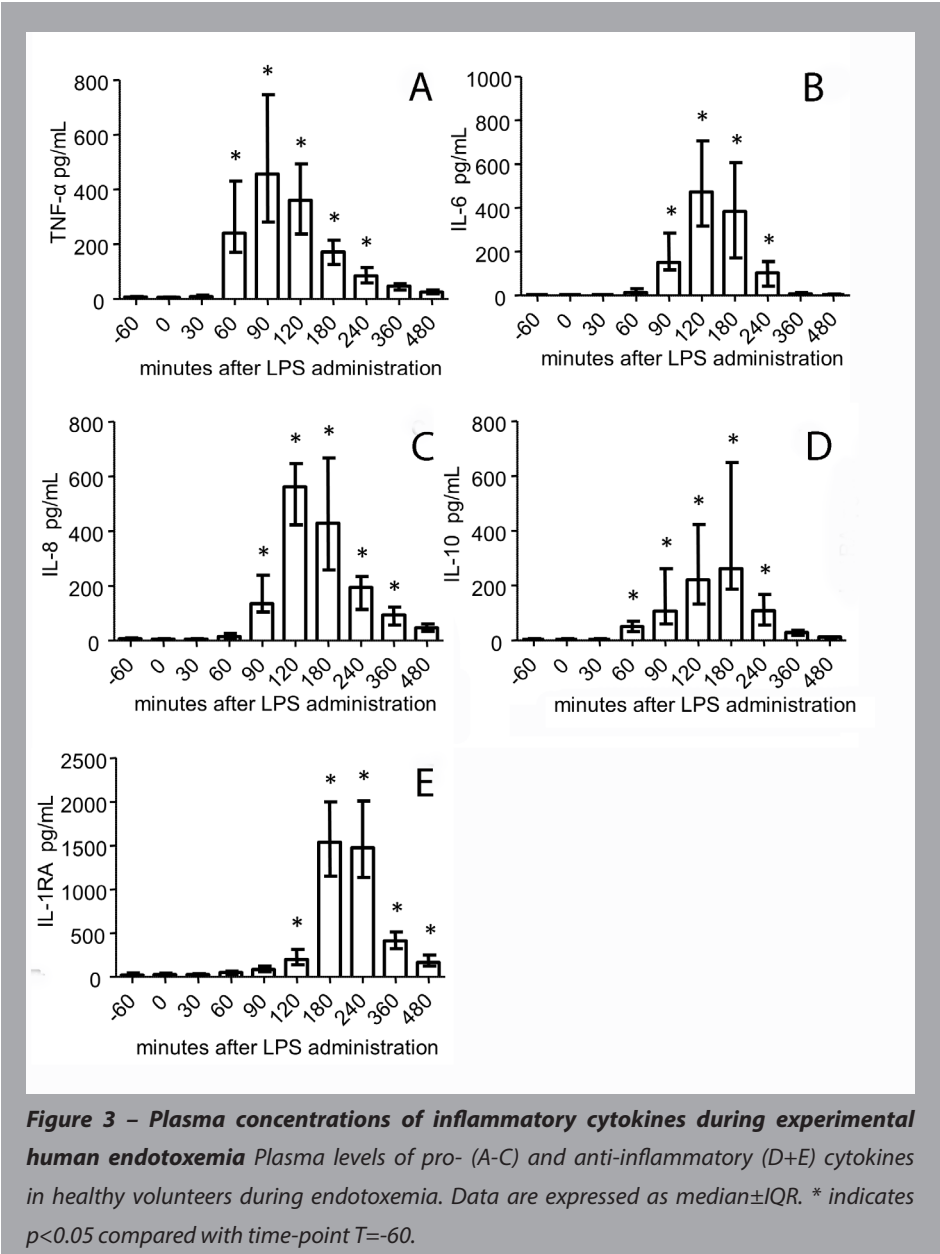 A
TNF-α pg/mL
800
600
400
200
0
* * * * *
-60 0 30 60 90 120 180 240 360 480
minutes after LPS administration
B
IL-6 pg/mL
1000
800
600
400
200
0
* * * *
-60 0 30 60 90 120 180 240 360 480
minutes after LPS administration
C
IL-8 pg/mL
800
600
400
200
0
* * * * *
-60 0 30 60 90 120 180 240 360 480
minutes after LPS administration
D
IL-10 pg/mL
800
600
400
200
0
* * * * *
-60 0 30 60 90 120 180 240 360 480
minutes after LPS administration
E
IL-1RA pg/mL
2500
2000
1500
1000
500
0
* * * * *
-60 0 30 60 90 120 180 240 360 480
minutes after LPS administration
Figure 3 – Plasma concentrations of inflammatory cytokines during experimental
human endotoxemia Plasma levels of pro- (A-C) and anti-inflammatory (D+E) cytokines
in healthy volunteers during endotoxemia. Data are expressed as median±IQR. * indicates
p<0.05 compared with time-point T=-60.